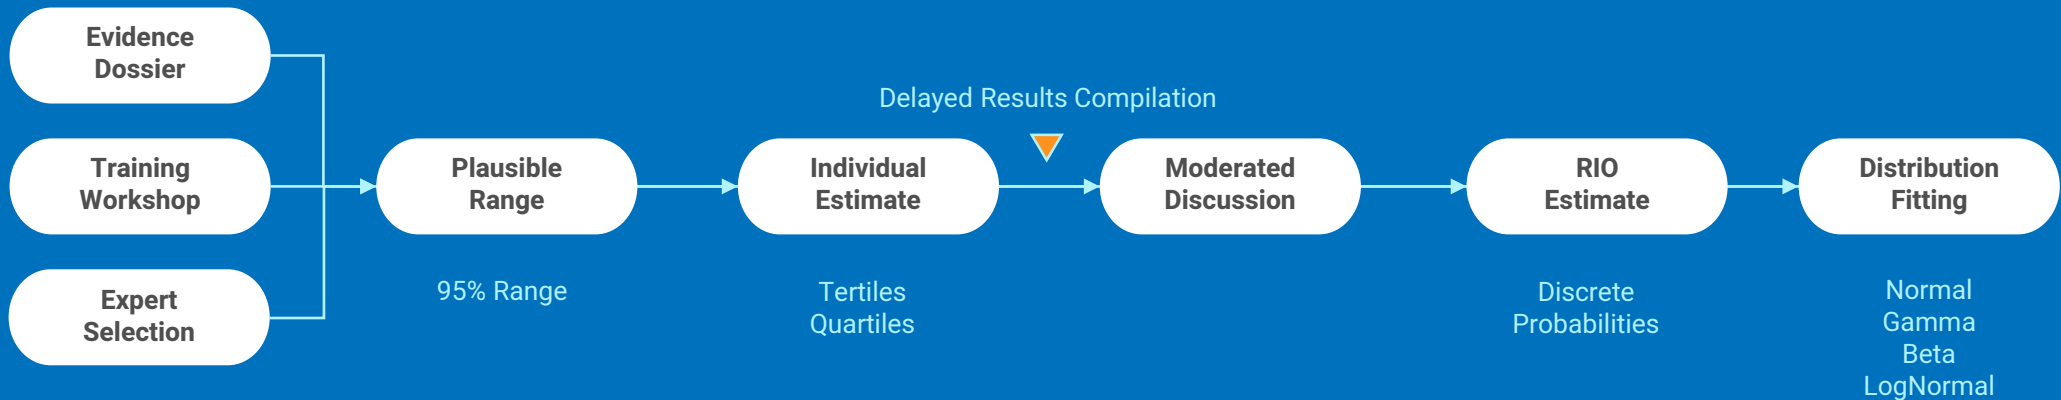 Evidence
Dossier
Training
Workshop
Expert
Selection
Plausible
Range
95% Range
Individual
Estimate
Tertiles
Quartiles
Delayed Results Compilation
Moderated
Discussion
RIO
Estimate
Discrete
Probabilities
Distribution
Fitting
Normal
Gamma
Beta
LogNormal